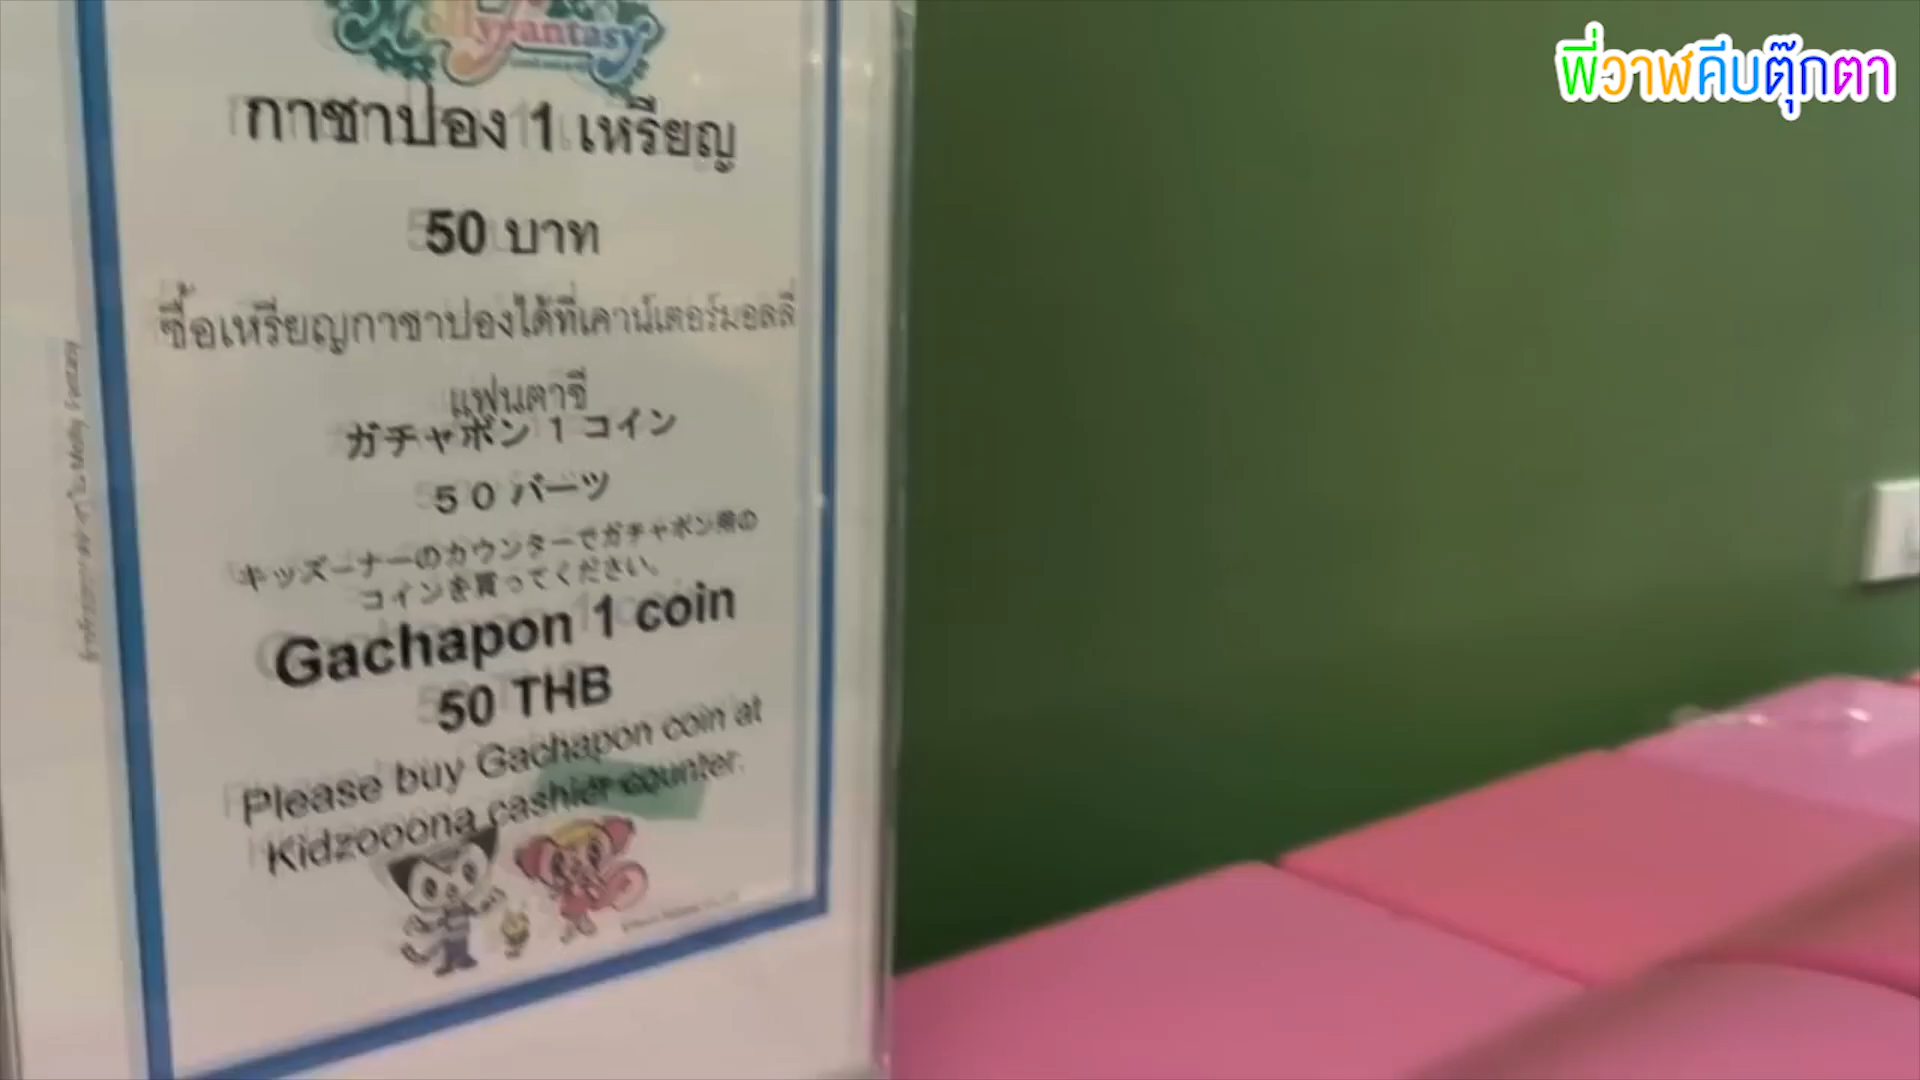 Mollyfantasy
พี่วาฬคีบตุ๊กตา
กาชาปอง 1 เหรียญ
50 บาท
ซื้อเหรียญกาชาปองได้ที่เคาน์เตอร์มอลลี่
แฟนตาซี
ガチャポン 1 コイン
50 バーツ
キッズーナーのカウンターでガチャポン用の
コインを買ってください。
Gachapon 1 coin
50 THB
Please buy Gachapon coin at
Kidzooona cashier counter.